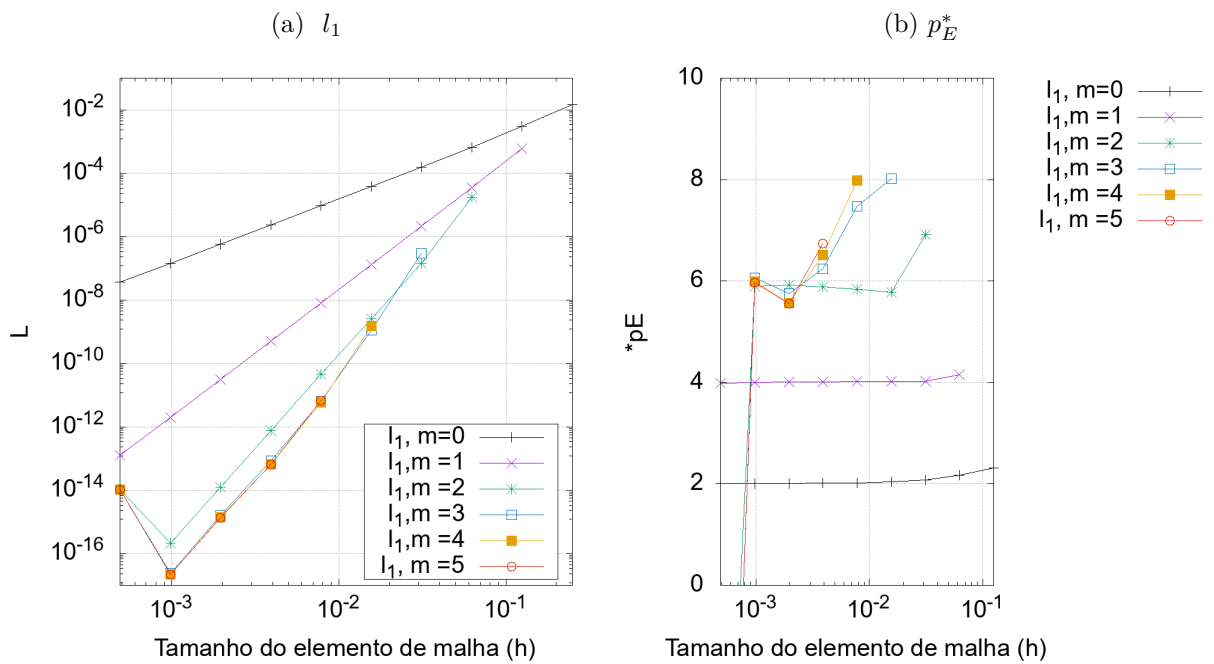 (a) l₁
10⁻²
10⁻⁴
10⁻⁶
10⁻⁸
10⁻¹⁰
10⁻¹²
10⁻¹⁴
10⁻¹⁶
L
10⁻³
10⁻²
10⁻¹
Tamanho do elemento de malha (h)
l₁, m=0
l₁,m =1
l₁,m =2
l₁,m =3
l₁,m =4
l₁, m =5
(b) p*_E
10
8
6
4
2
0
*pE
10⁻³
10⁻²
10⁻¹
Tamanho do elemento de malha (h)
l₁, m=0
l₁,m =1
l₁,m =2
l₁,m =3
l₁,m =4
l₁, m =5